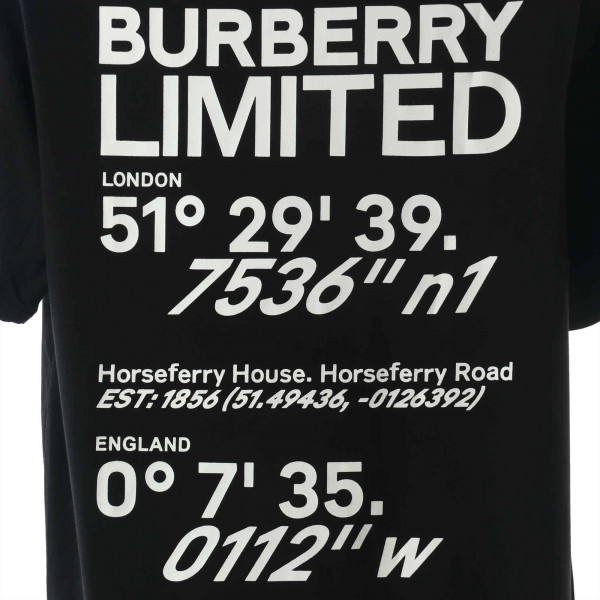 BURBERRY
LIMITED
LONDON
51° 29' 39.
7536" n1
Horseferry House. Horseferry Road
EST: 1856 (51.49436, -0126392)
ENGLAND
0° 7' 35.
0112" w